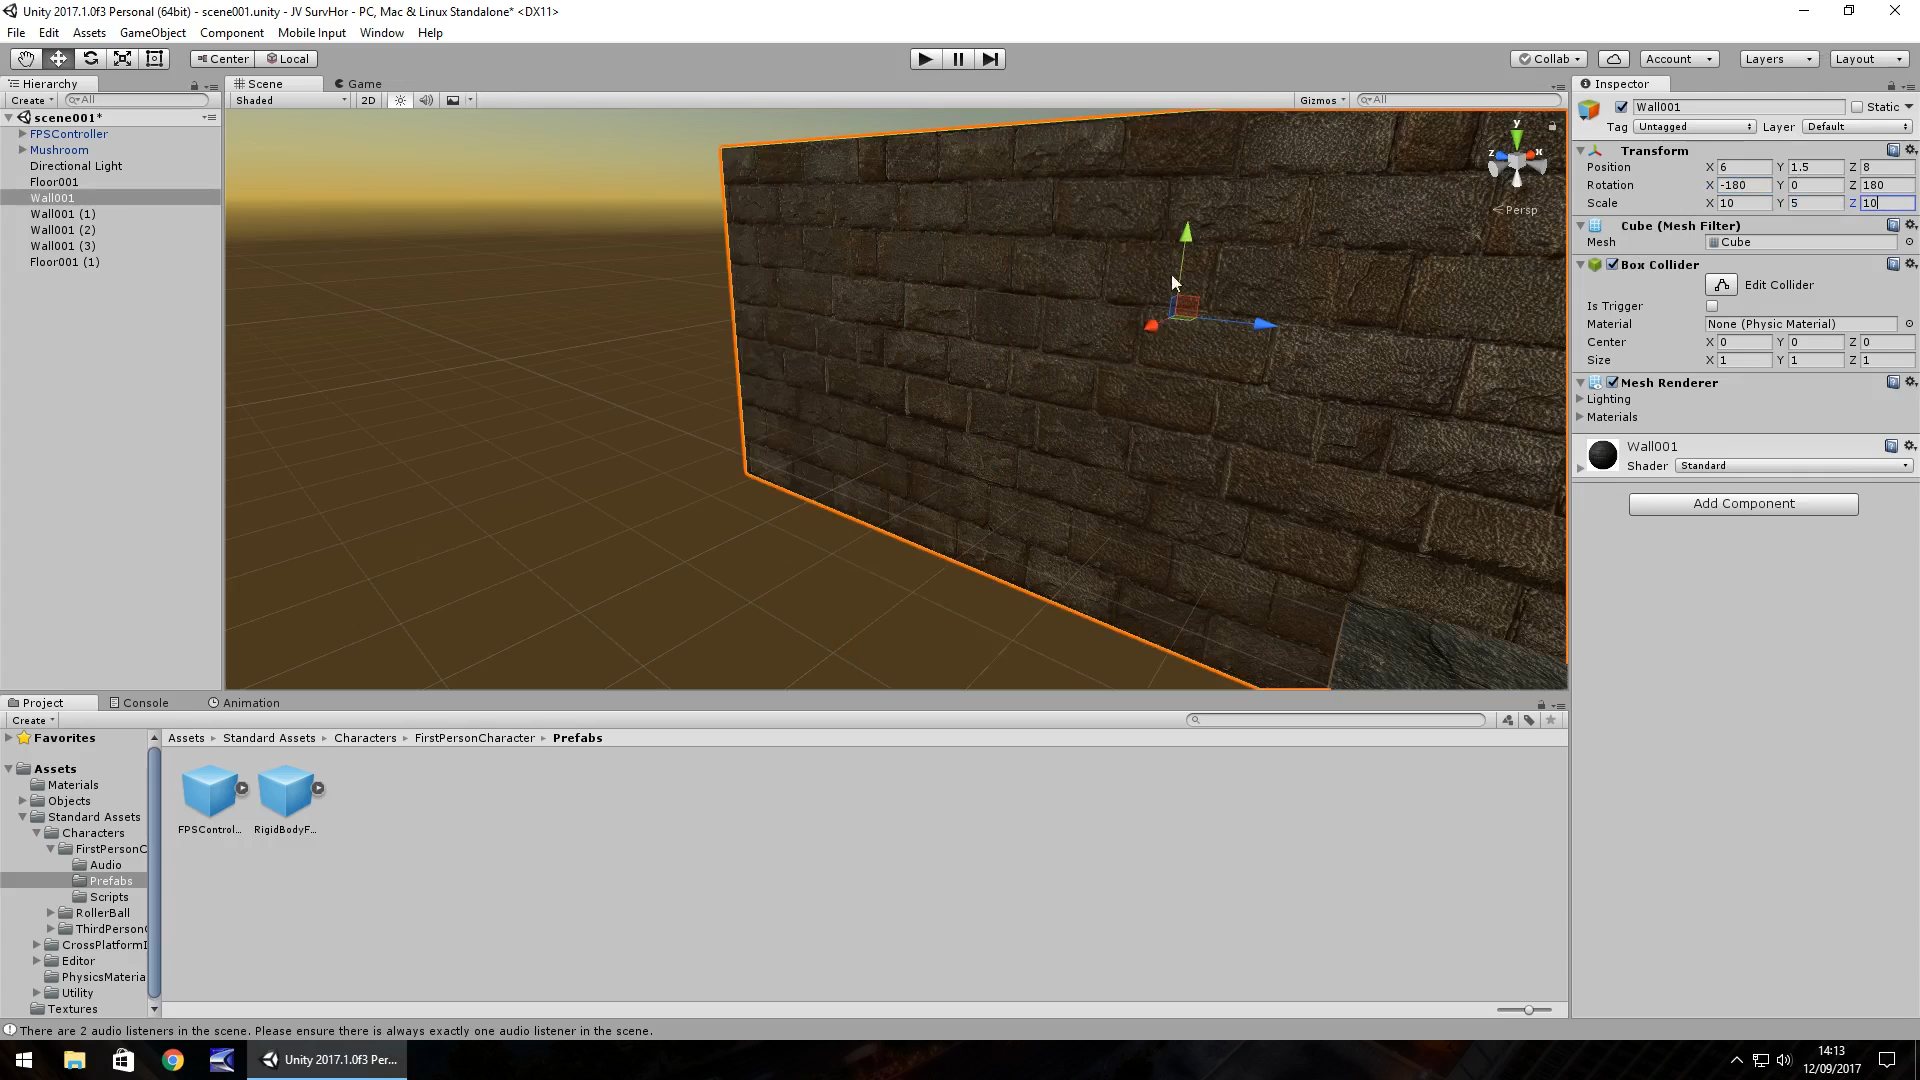 Unity 2017.1.0f3 Personal (64bit) - scene001.unity - JV SurvHor - PC, Mac & Linux Standalone* <DX11>
File Edit Assets GameObject Component Mobile Input Window Help
Center Local Collab Account Layers Layout
Hierarchy
Create All
scene001*
FPSController
Mushroom
Directional Light
Floor001
Wall001
Wall001 (1)
Wall001 (2)
Wall001 (3)
Floor001 (1)
Scene Game
Shaded 2D Gizmos All
y
z x
Persp
Inspector
Wall001 Static
Tag Untagged Layer Default
Transform
Position X 6 Y 1.5 Z 8
Rotation X -180 Y 0 Z 180
Scale X 10 Y 5 Z 10
Cube (Mesh Filter)
Mesh Cube
Box Collider
Edit Collider
Is Trigger
Material None (Physic Material)
Center X 0 Y 0 Z 0
Size X 1 Y 1 Z 1
Mesh Renderer
Lighting
Materials
Wall001
Shader Standard
Add Component
Project Console Animation
Create
Favorites
Assets
Materials
Objects
Standard Assets
Characters
FirstPersonC
Audio
Prefabs
Scripts
RollerBall
ThirdPersonC
CrossPlatformI
Editor
PhysicsMateria
Utility
Textures
Assets Standard Assets Characters FirstPersonCharacter Prefabs
FPSControl... RigidBodyF...
There are 2 audio listeners in the scene. Please ensure there is always exactly one audio listener in the scene.
Unity 2017.1.0f3 Per...
14:13
12/09/2017